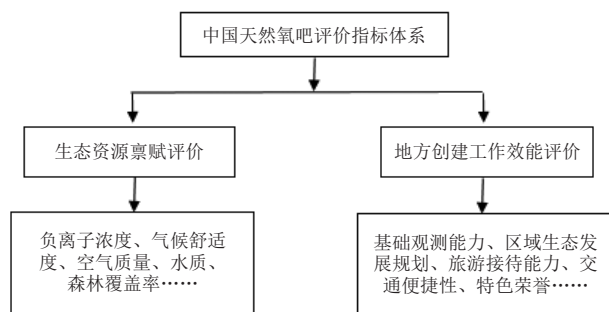 中国天然氧吧评价指标体系
生态资源禀赋评价
地方创建工作效能评价
负离子浓度、气候舒适
度、空气质量、水质、
森林覆盖率……
基础观测能力、区域生态发
展规划、旅游接待能力、交
通便捷性、特色荣誉……